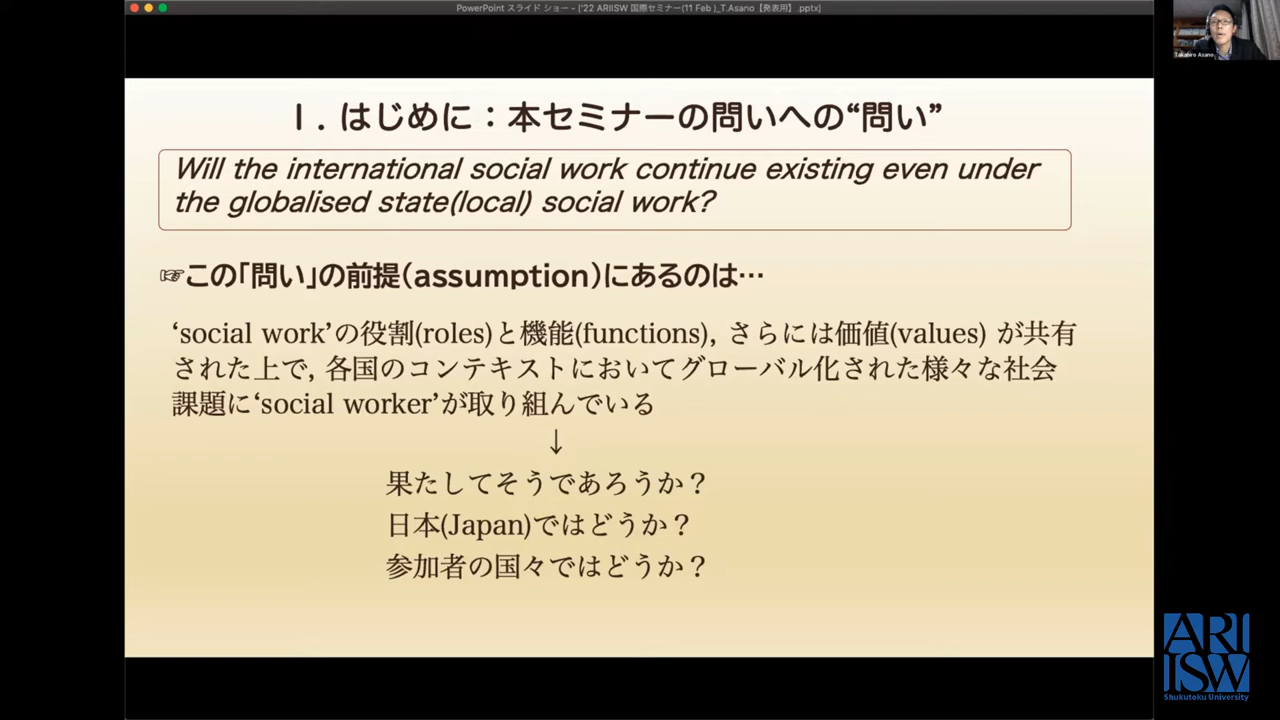 PowerPoint スライド ショー - ['22 ARIISW 国際セミナー(11 Feb )_T.Asano【発表用】.pptx]
Takahiro Asano
Ⅰ. はじめに：本セミナーの問いへの“問い”
Will the international social work continue existing even under
the globalised state(local) social work?
☞この「問い」の前提(assumption)にあるのは…
‘social work’の役割(roles)と機能(functions), さらには価値(values) が共有
された上で, 各国のコンテキストにおいてグローバル化された様々な社会
課題に‘social worker’が取り組んでいる
↓
果たしてそうであろうか？
日本(Japan)ではどうか？
参加者の国々ではどうか？
ARI
ISW
Shukutoku University